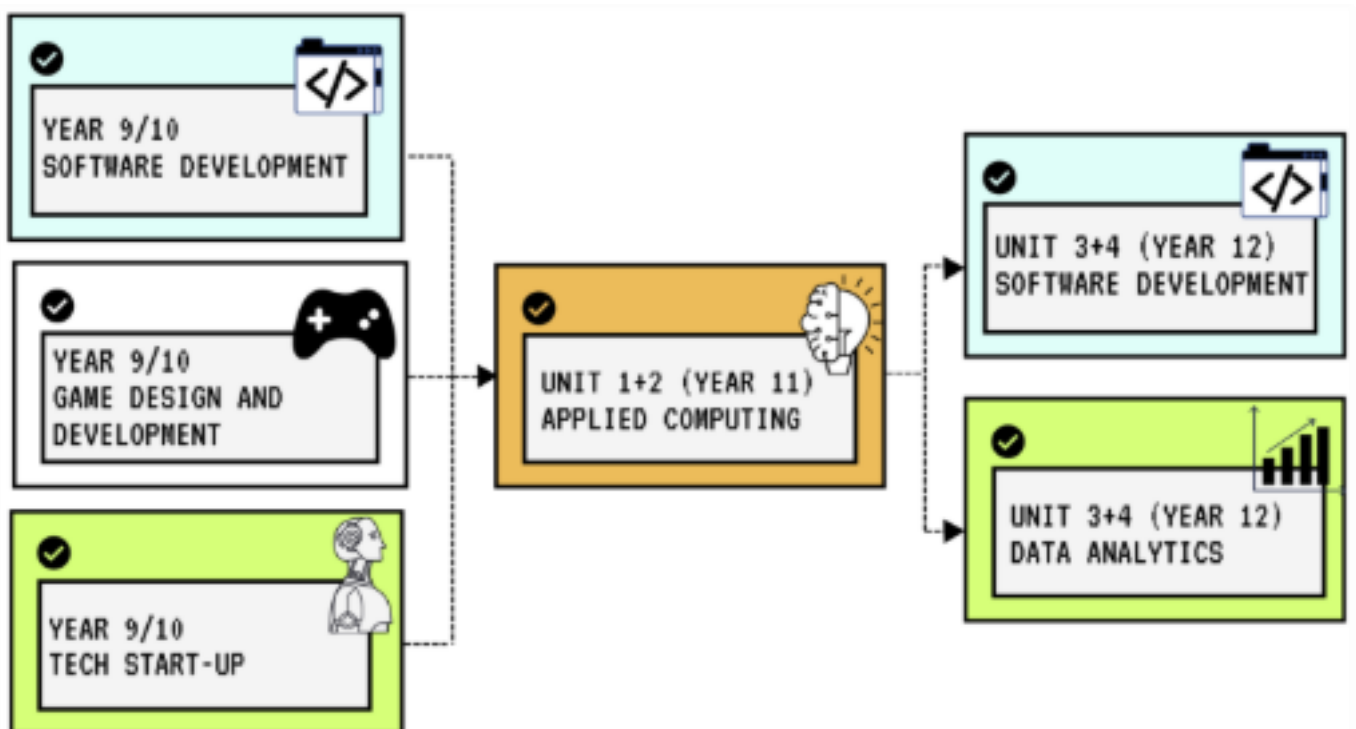 YEAR 9/10
SOFTWARE DEVELOPMENT
YEAR 9/10
GAME DESIGN AND
DEVELOPMENT
YEAR 9/10
TECH START-UP
UNIT 1+2 (YEAR 11)
APPLIED COMPUTING
UNIT 3+4 (YEAR 12)
SOFTWARE DEVELOPMENT
UNIT 3+4 (YEAR 12)
DATA ANALYTICS